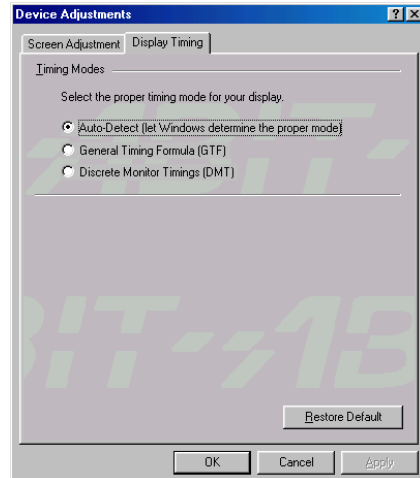 Device Adjustments
Screen Adjustment Display Timing
Timing Modes
Select the proper timing mode for your display.
Auto-Detect (let Windows determine the proper mode)
General Timing Formula (GTF)
Discrete Monitor Timings (DMT)
Restore Default
OK Cancel Apply